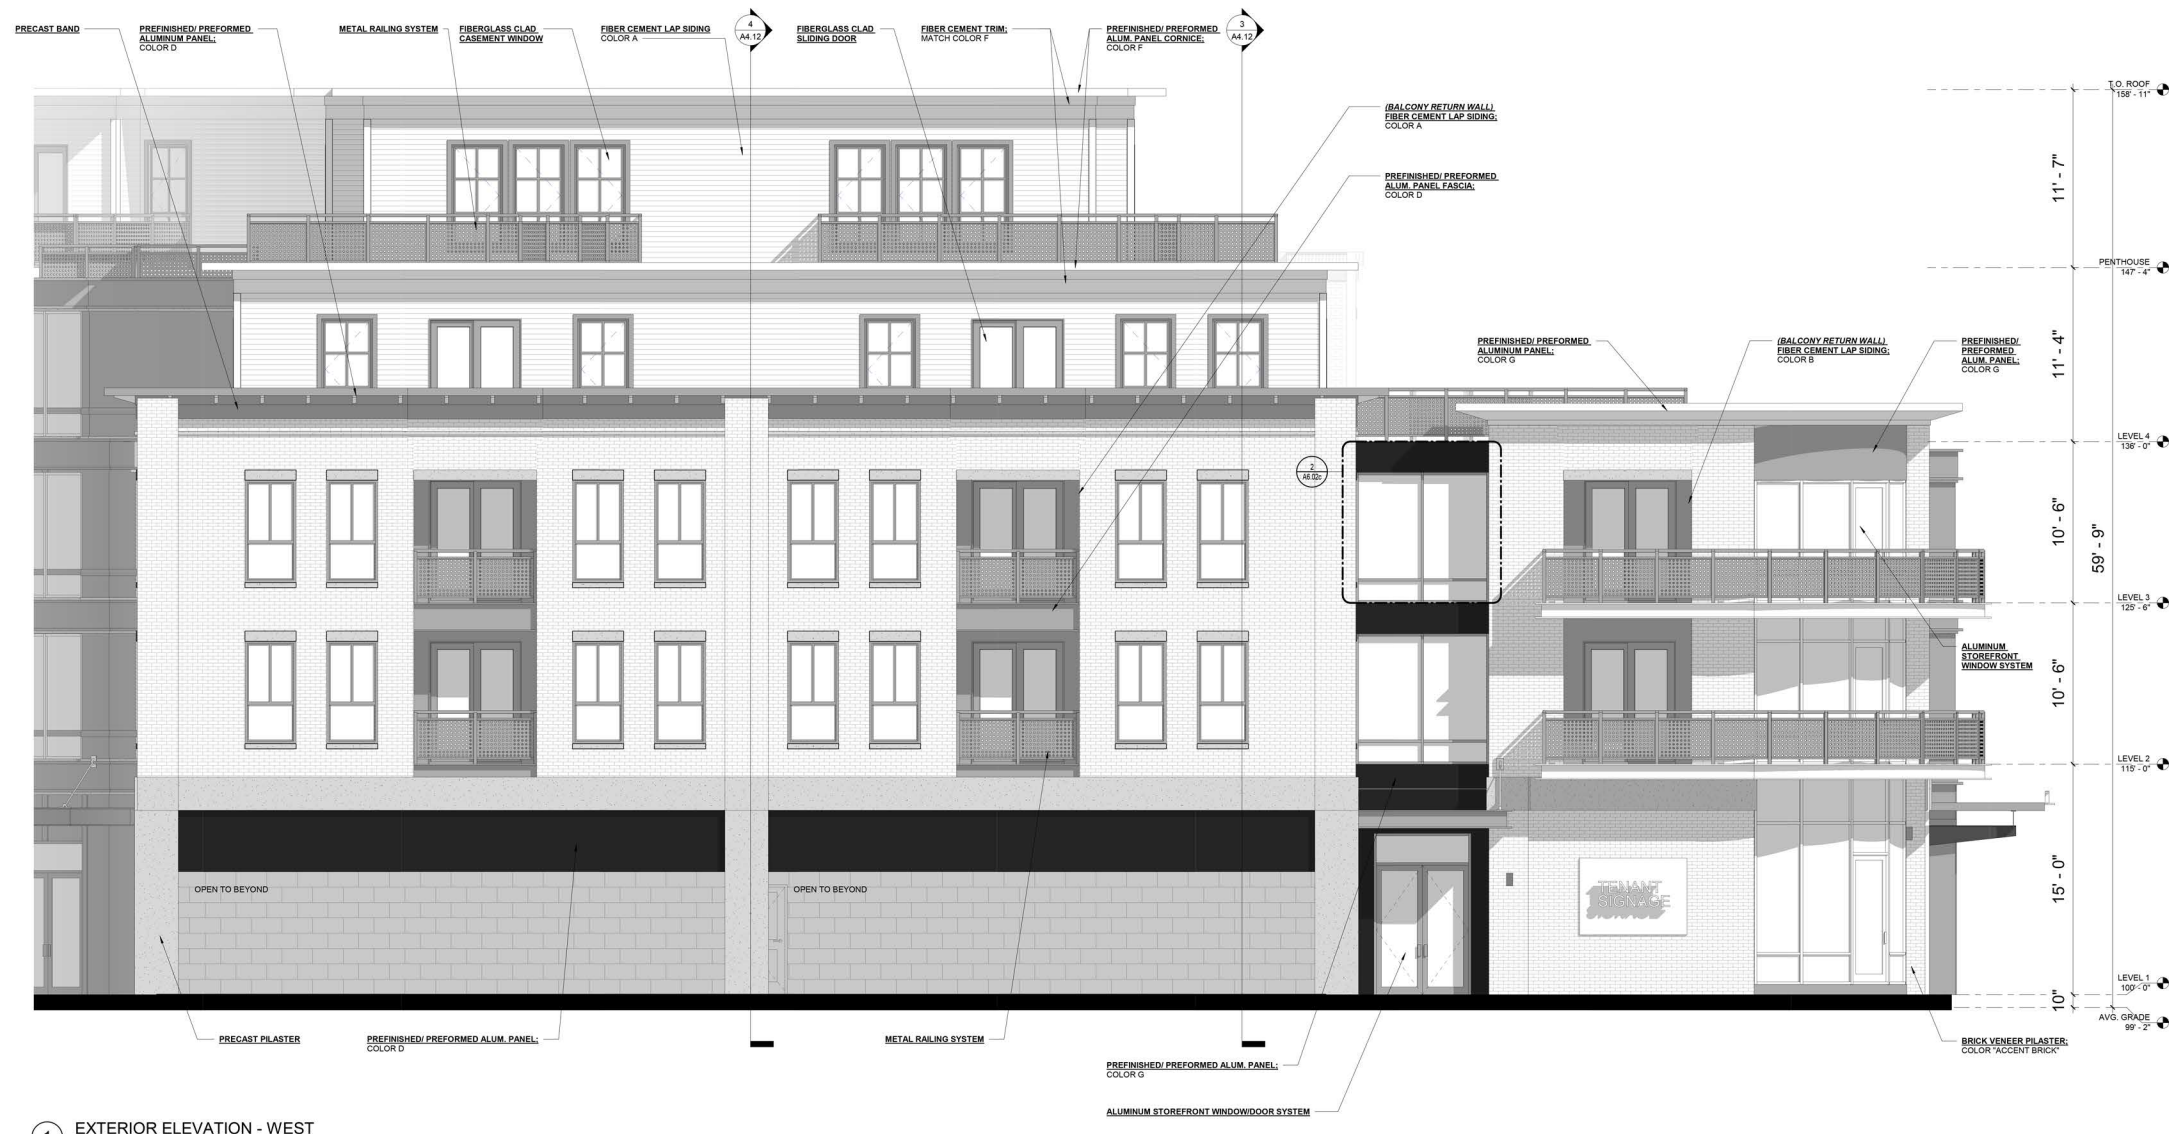 PRECAST BAND
PREFINISHED/ PREFORMED
ALUMINUM PANEL;
COLOR D
METAL RAILING SYSTEM
FIBERGLASS CLAD
CASEMENT WINDOW
FIBER CEMENT LAP SIDING
COLOR A
4
A4.12
FIBERGLASS CLAD
SLIDING DOOR
FIBER CEMENT TRIM;
MATCH COLOR F
PREFINISHED/ PREFORMED
ALUM. PANEL CORNICE;
COLOR F
3
A4.12
(BALCONY RETURN WALL)
FIBER CEMENT LAP SIDING;
COLOR A
PREFINISHED/ PREFORMED
ALUM. PANEL FASCIA;
COLOR D
T.O. ROOF
158' - 11"
11' - 7"
PENTHOUSE
147' - 4"
PREFINISHED/ PREFORMED
ALUMINUM PANEL;
COLOR G
(BALCONY RETURN WALL)
FIBER CEMENT LAP SIDING;
COLOR B
PREFINISHED/
PREFORMED
ALUM. PANEL;
COLOR G
11' - 4"
LEVEL 4
136' - 0"
2
A6.02c
10' - 6"
59' - 9"
LEVEL 3
125' - 6"
ALUMINUM
STOREFRONT
WINDOW SYSTEM
10' - 6"
LEVEL 2
115' - 0"
OPEN TO BEYOND
OPEN TO BEYOND
TENANT
SIGNAGE
15' - 0"
LEVEL 1
100' - 0"
10"
AVG. GRADE
99' - 2"
PRECAST PILASTER
PREFINISHED/ PREFORMED ALUM. PANEL;
COLOR D
METAL RAILING SYSTEM
BRICK VENEER PILASTER;
COLOR "ACCENT BRICK"
PREFINISHED/ PREFORMED ALUM. PANEL;
COLOR G
ALUMINUM STOREFRONT WINDOW/DOOR SYSTEM
EXTERIOR ELEVATION - WEST